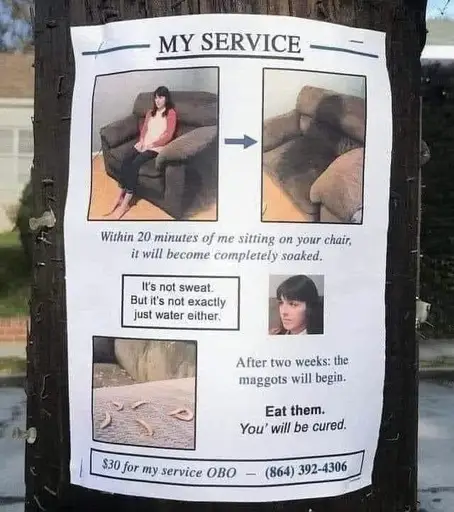 MY SERVICE
Within 20 minutes of me sitting on your chair,
it will become completely soaked.
It's not sweat.
But it's not exactly
just water either.
After two weeks: the
maggots will begin.
Eat them.
You' will be cured.
$30 for my service OBO — (864) 392-4306